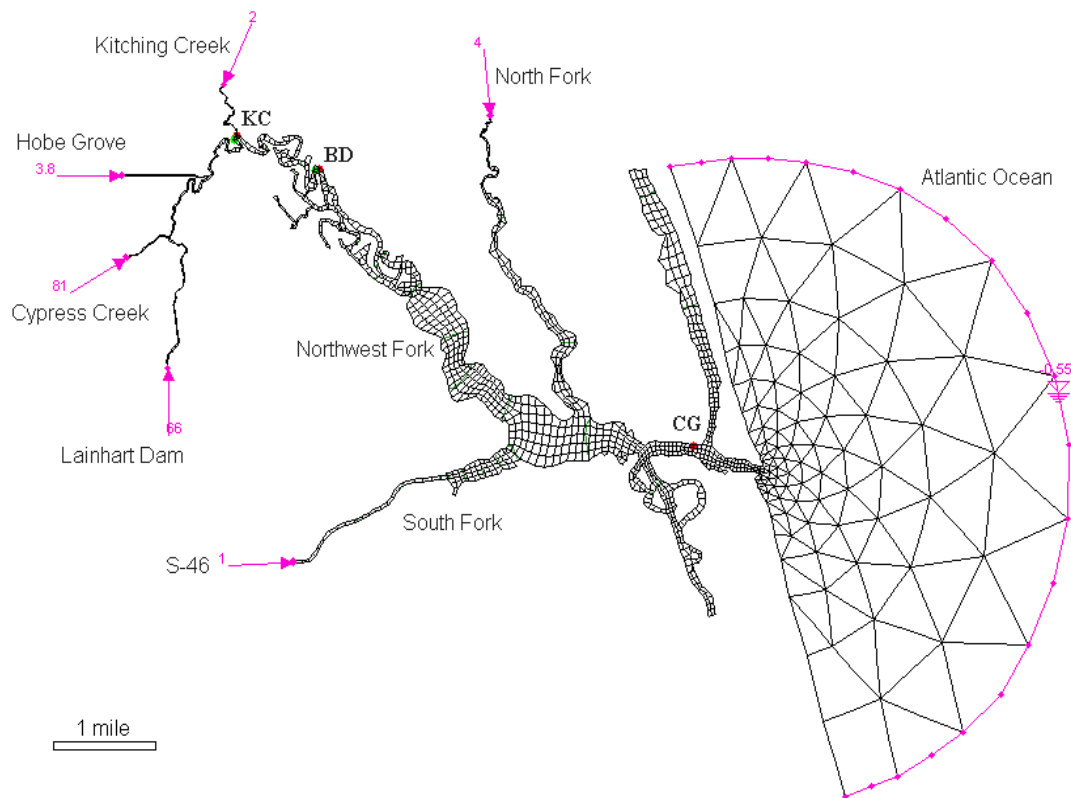 2
Kitching Creek
4
North Fork
KC
Hobe Grove
BD
3.8
Atlantic Ocean
81
Cypress Creek
Northwest Fork
-0.55
CG
66
Lainhart Dam
South Fork
S-46
1
1 mile